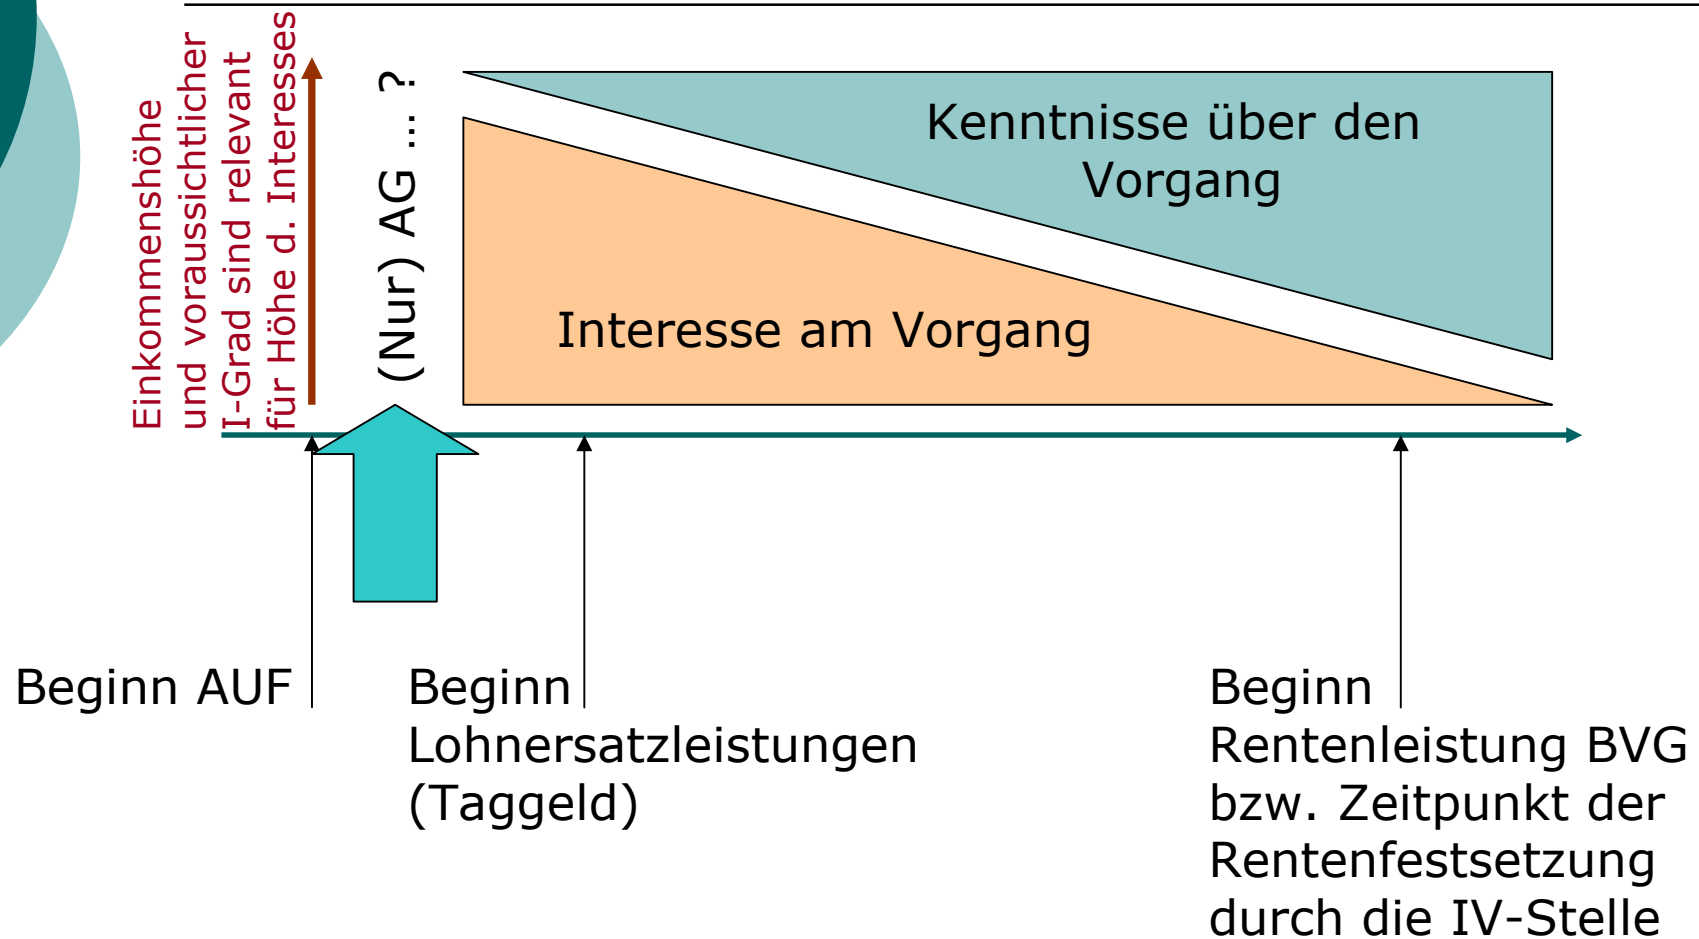 Einkommenshöhe
und voraussichtlicher
I-Grad sind relevant
für Höhe d. Interesses
(Nur) AG ... ?
Kenntnisse über den
Vorgang
Interesse am Vorgang
Beginn AUF
Beginn
Lohnersatzleistungen
(Taggeld)
Beginn
Rentenleistung BVG
bzw. Zeitpunkt der
Rentenfestsetzung
durch die IV-Stelle